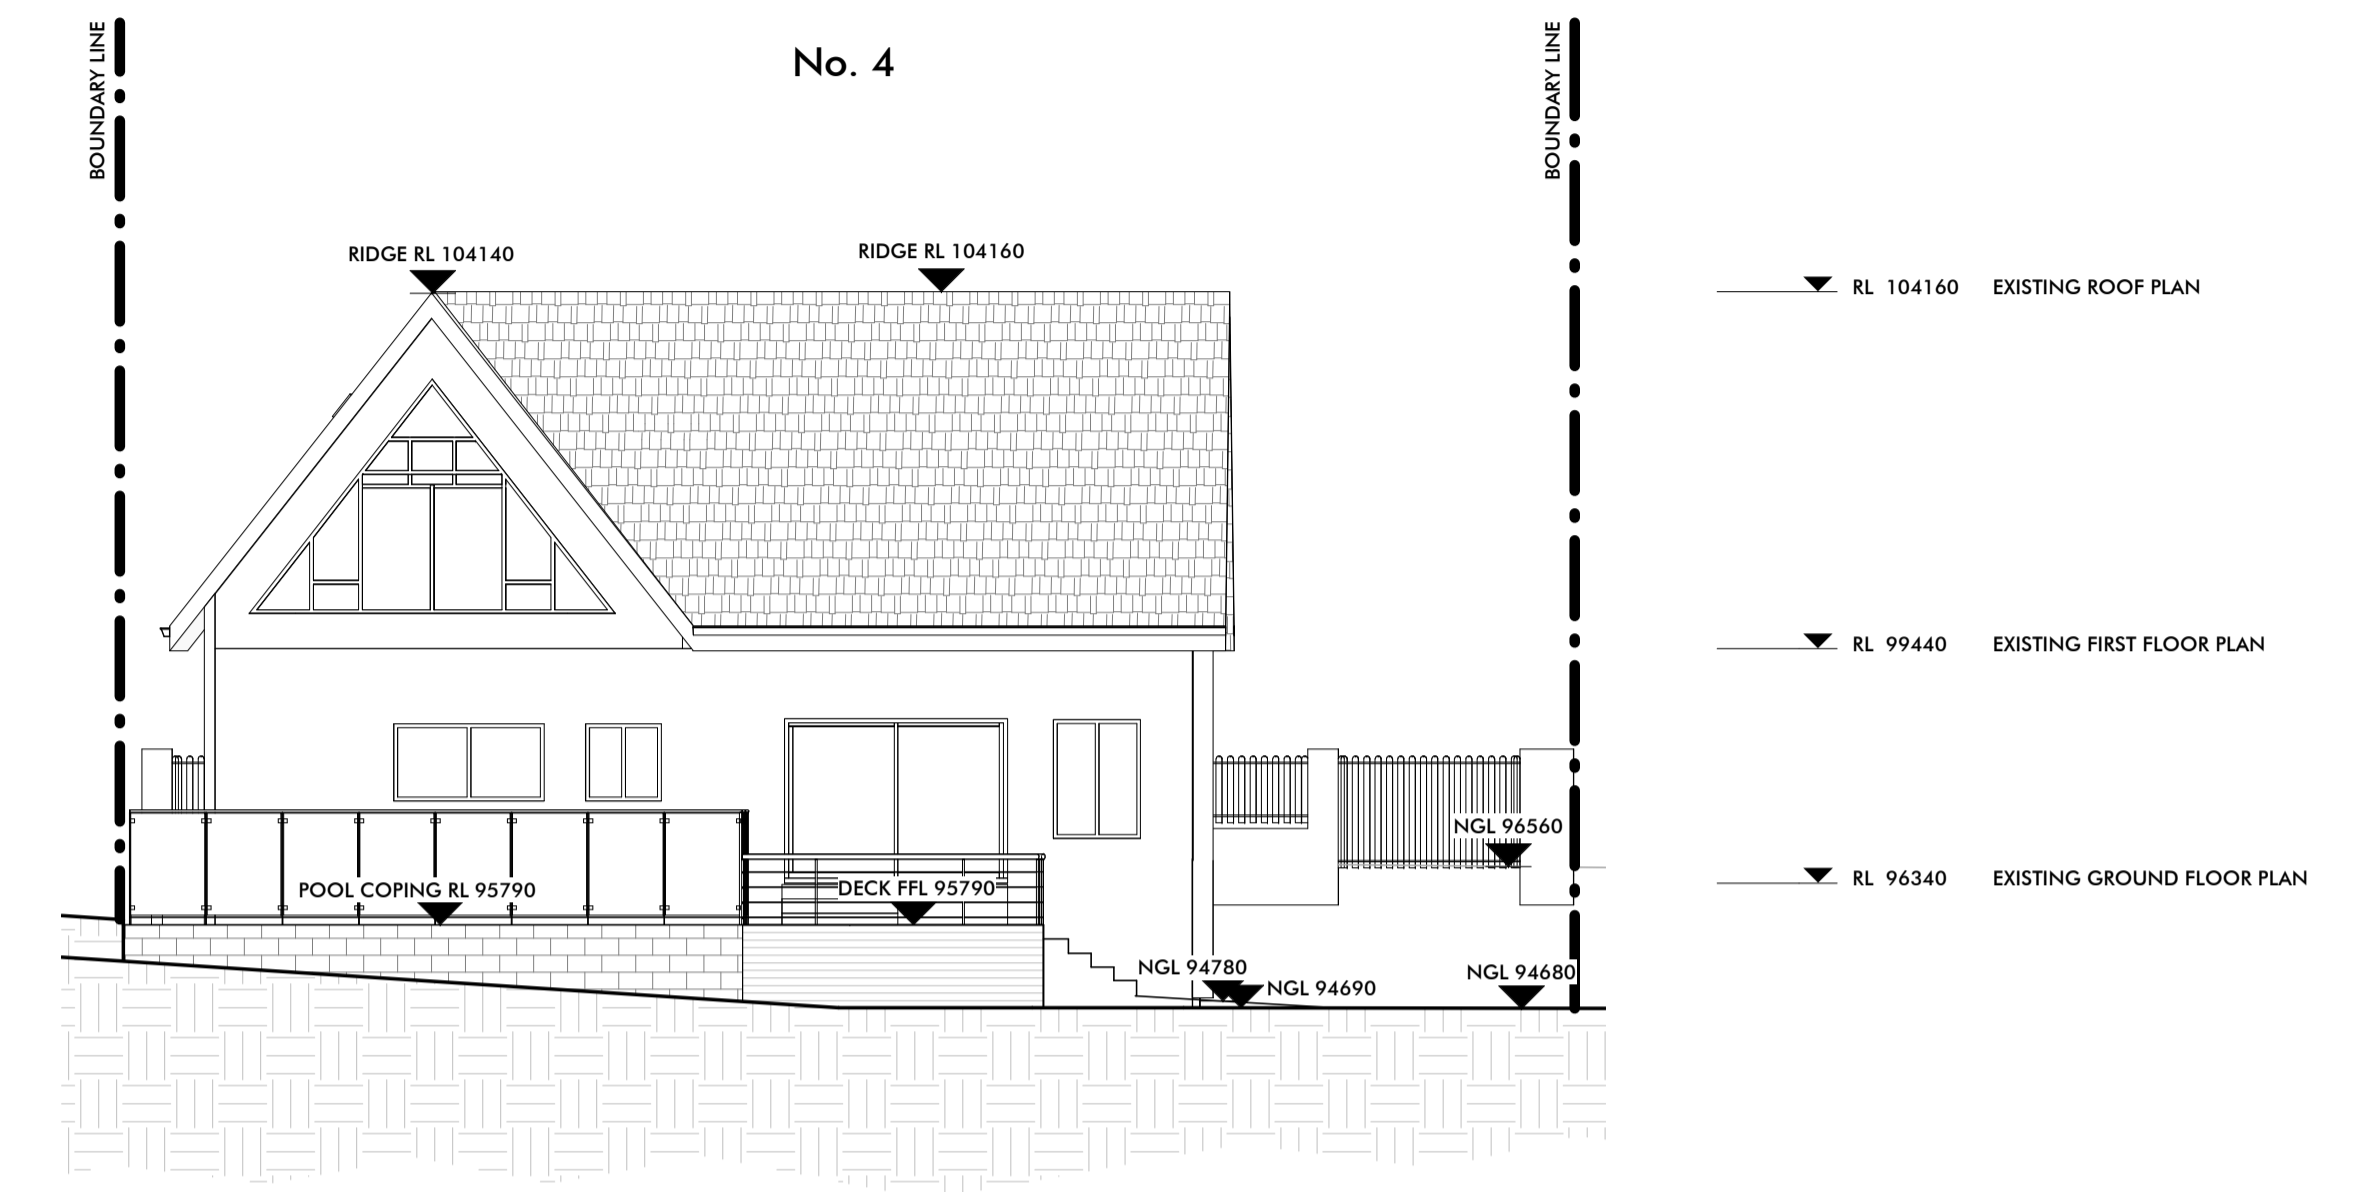 BOUNDARY LINE
No. 4
BOUNDARY LINE
RIDGE RL 104140
RIDGE RL 104160
RL 104160 EXISTING ROOF PLAN
RL 99440 EXISTING FIRST FLOOR PLAN
NGL 96560
POOL COPING RL 95790
DECK FFL 95790
RL 96340 EXISTING GROUND FLOOR PLAN
NGL 94780
NGL 94690
NGL 94680